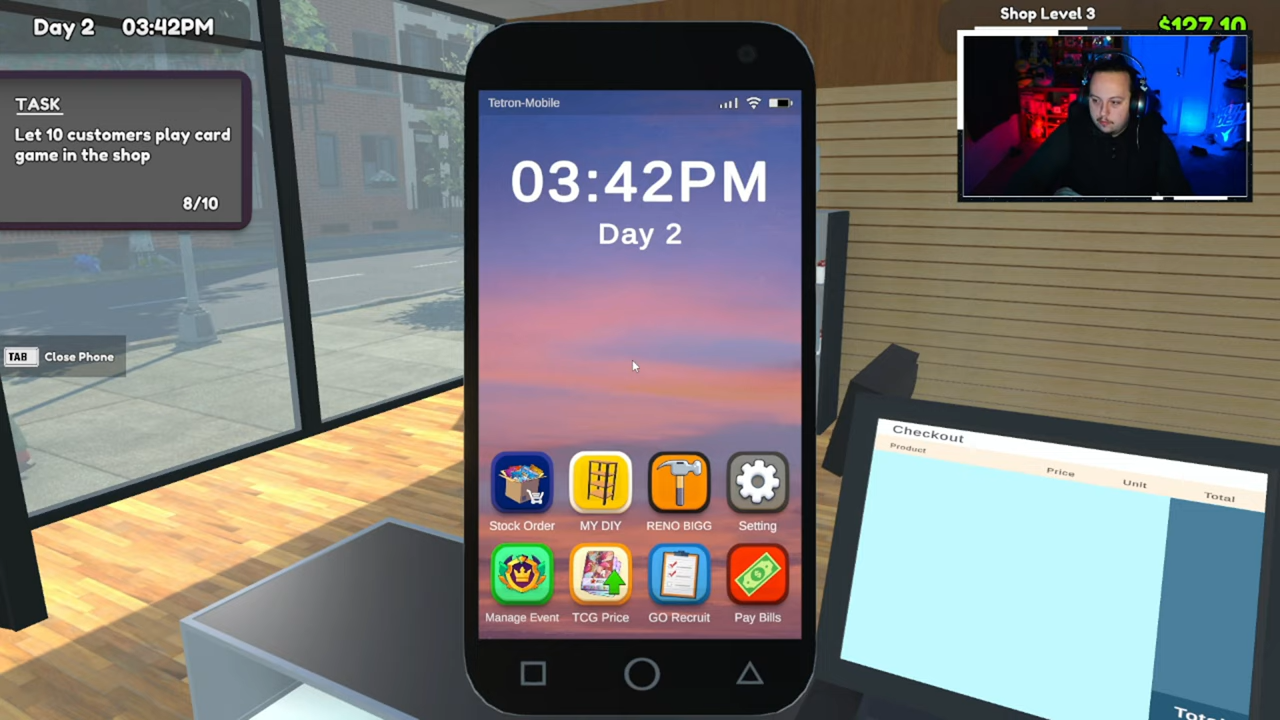 Day 2 03:42PM
Shop Level 3
$127.10
TASK
Let 10 customers play card
game in the shop
8/10
TAB Close Phone
Tetron-Mobile
03:42PM
Day 2
Stock Order MY DIY RENO BIGG Setting
Manage Event TCG Price GO Recruit Pay Bills
Checkout
Product Price Unit Total